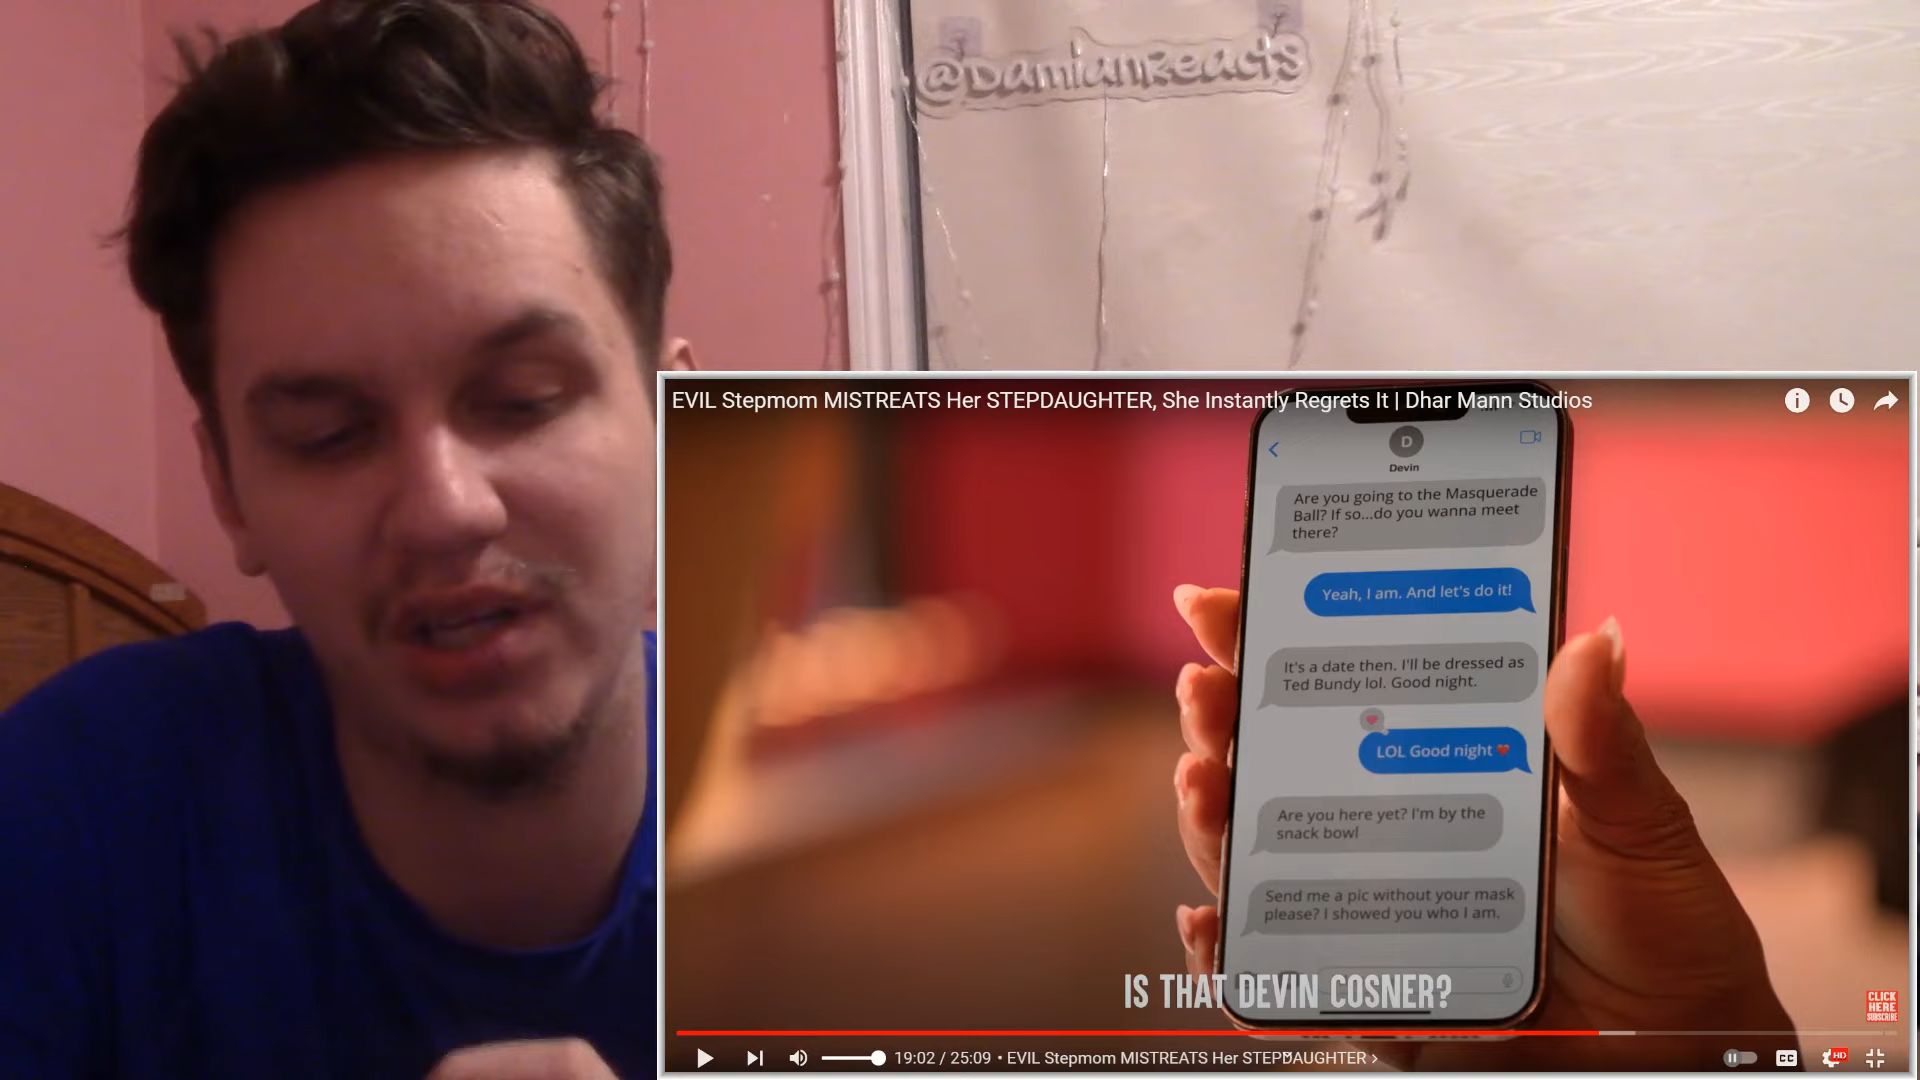 @DamianReacts
EVIL Stepmom MISTREATS Her STEPDAUGHTER, She Instantly Regrets It | Dhar Mann Studios
D
Devin
Are you going to the Masquerade
Ball? If so...do you wanna meet
there?
Yeah, I am. And let's do it!
It's a date then. I'll be dressed as
Ted Bundy lol. Good night.
LOL Good night ❤️
Are you here yet? I'm by the
snack bowl
Send me a pic without your mask
please? I showed you who I am.
IS THAT DEVIN COSNER?
CLICK
HERE
SUBSCRIBE
19:02 / 25:09 • EVIL Stepmom MISTREATS Her STEPDAUGHTER >
CC
HD